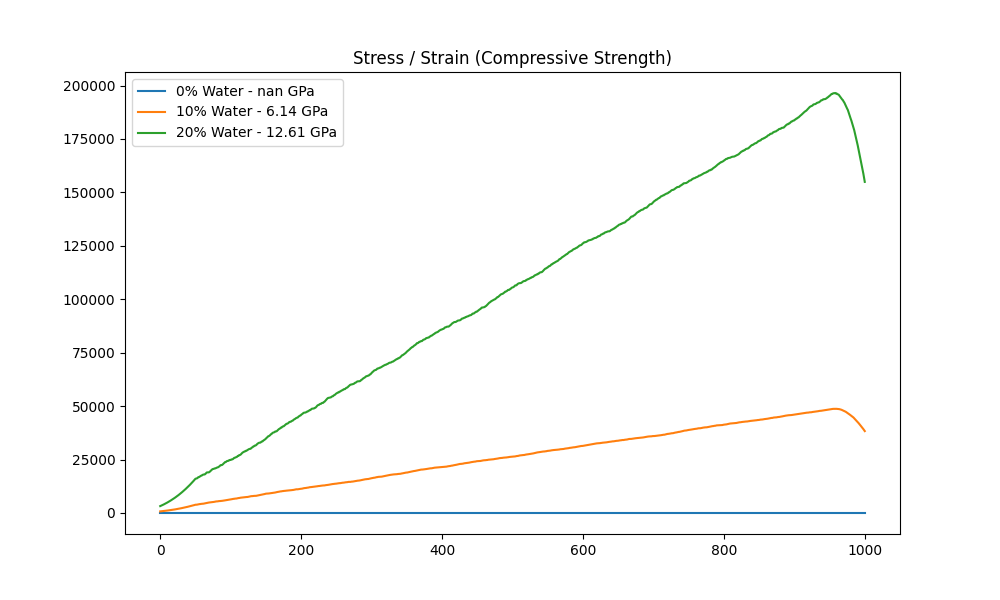 Stress / Strain (Compressive Strength)
200000
175000
150000
125000
100000
75000
50000
25000
0
0% Water - nan GPa
10% Water - 6.14 GPa
20% Water - 12.61 GPa
0 200 400 600 800 1000